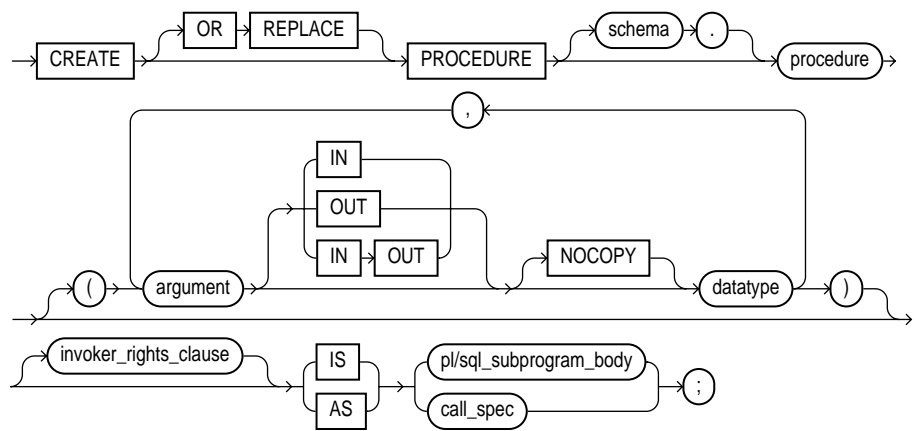 OR REPLACE schema .
CREATE PROCEDURE procedure
,
IN
OUT
IN OUT NOCOPY
( argument datatype )
invoker_rights_clause IS pl/sql_subprogram_body
AS call_spec ;